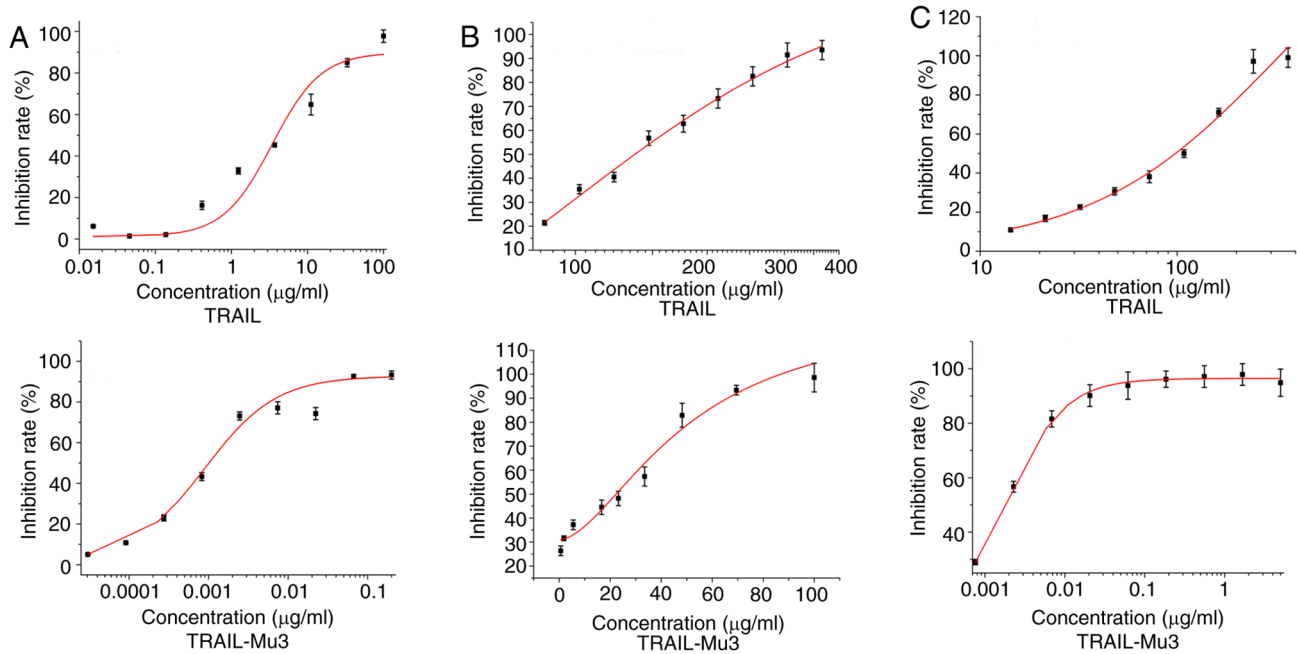 A
Inhibition rate (%)
100
80
60
40
20
0
0.01 0.1 1 10 100
Concentration (μg/ml)
TRAIL
B
Inhibition rate (%)
100
90
80
70
60
50
40
30
20
10
100 200 300 400
Concentration (μg/ml)
TRAIL
C
Inhibition rate (%)
120
100
80
60
40
20
0
10 100
Concentration (μg/ml)
TRAIL
Inhibition rate (%)
100
80
60
40
20
0
0.0001 0.001 0.01 0.1
Concentration (μg/ml)
TRAIL-Mu3
Inhibition rate (%)
110
100
90
80
70
60
50
40
30
20
0 20 40 60 80 100
Concentration (μg/ml)
TRAIL-Mu3
Inhibition rate (%)
100
80
60
40
0.001 0.01 0.1 1
Concentration (μg/ml)
TRAIL-Mu3